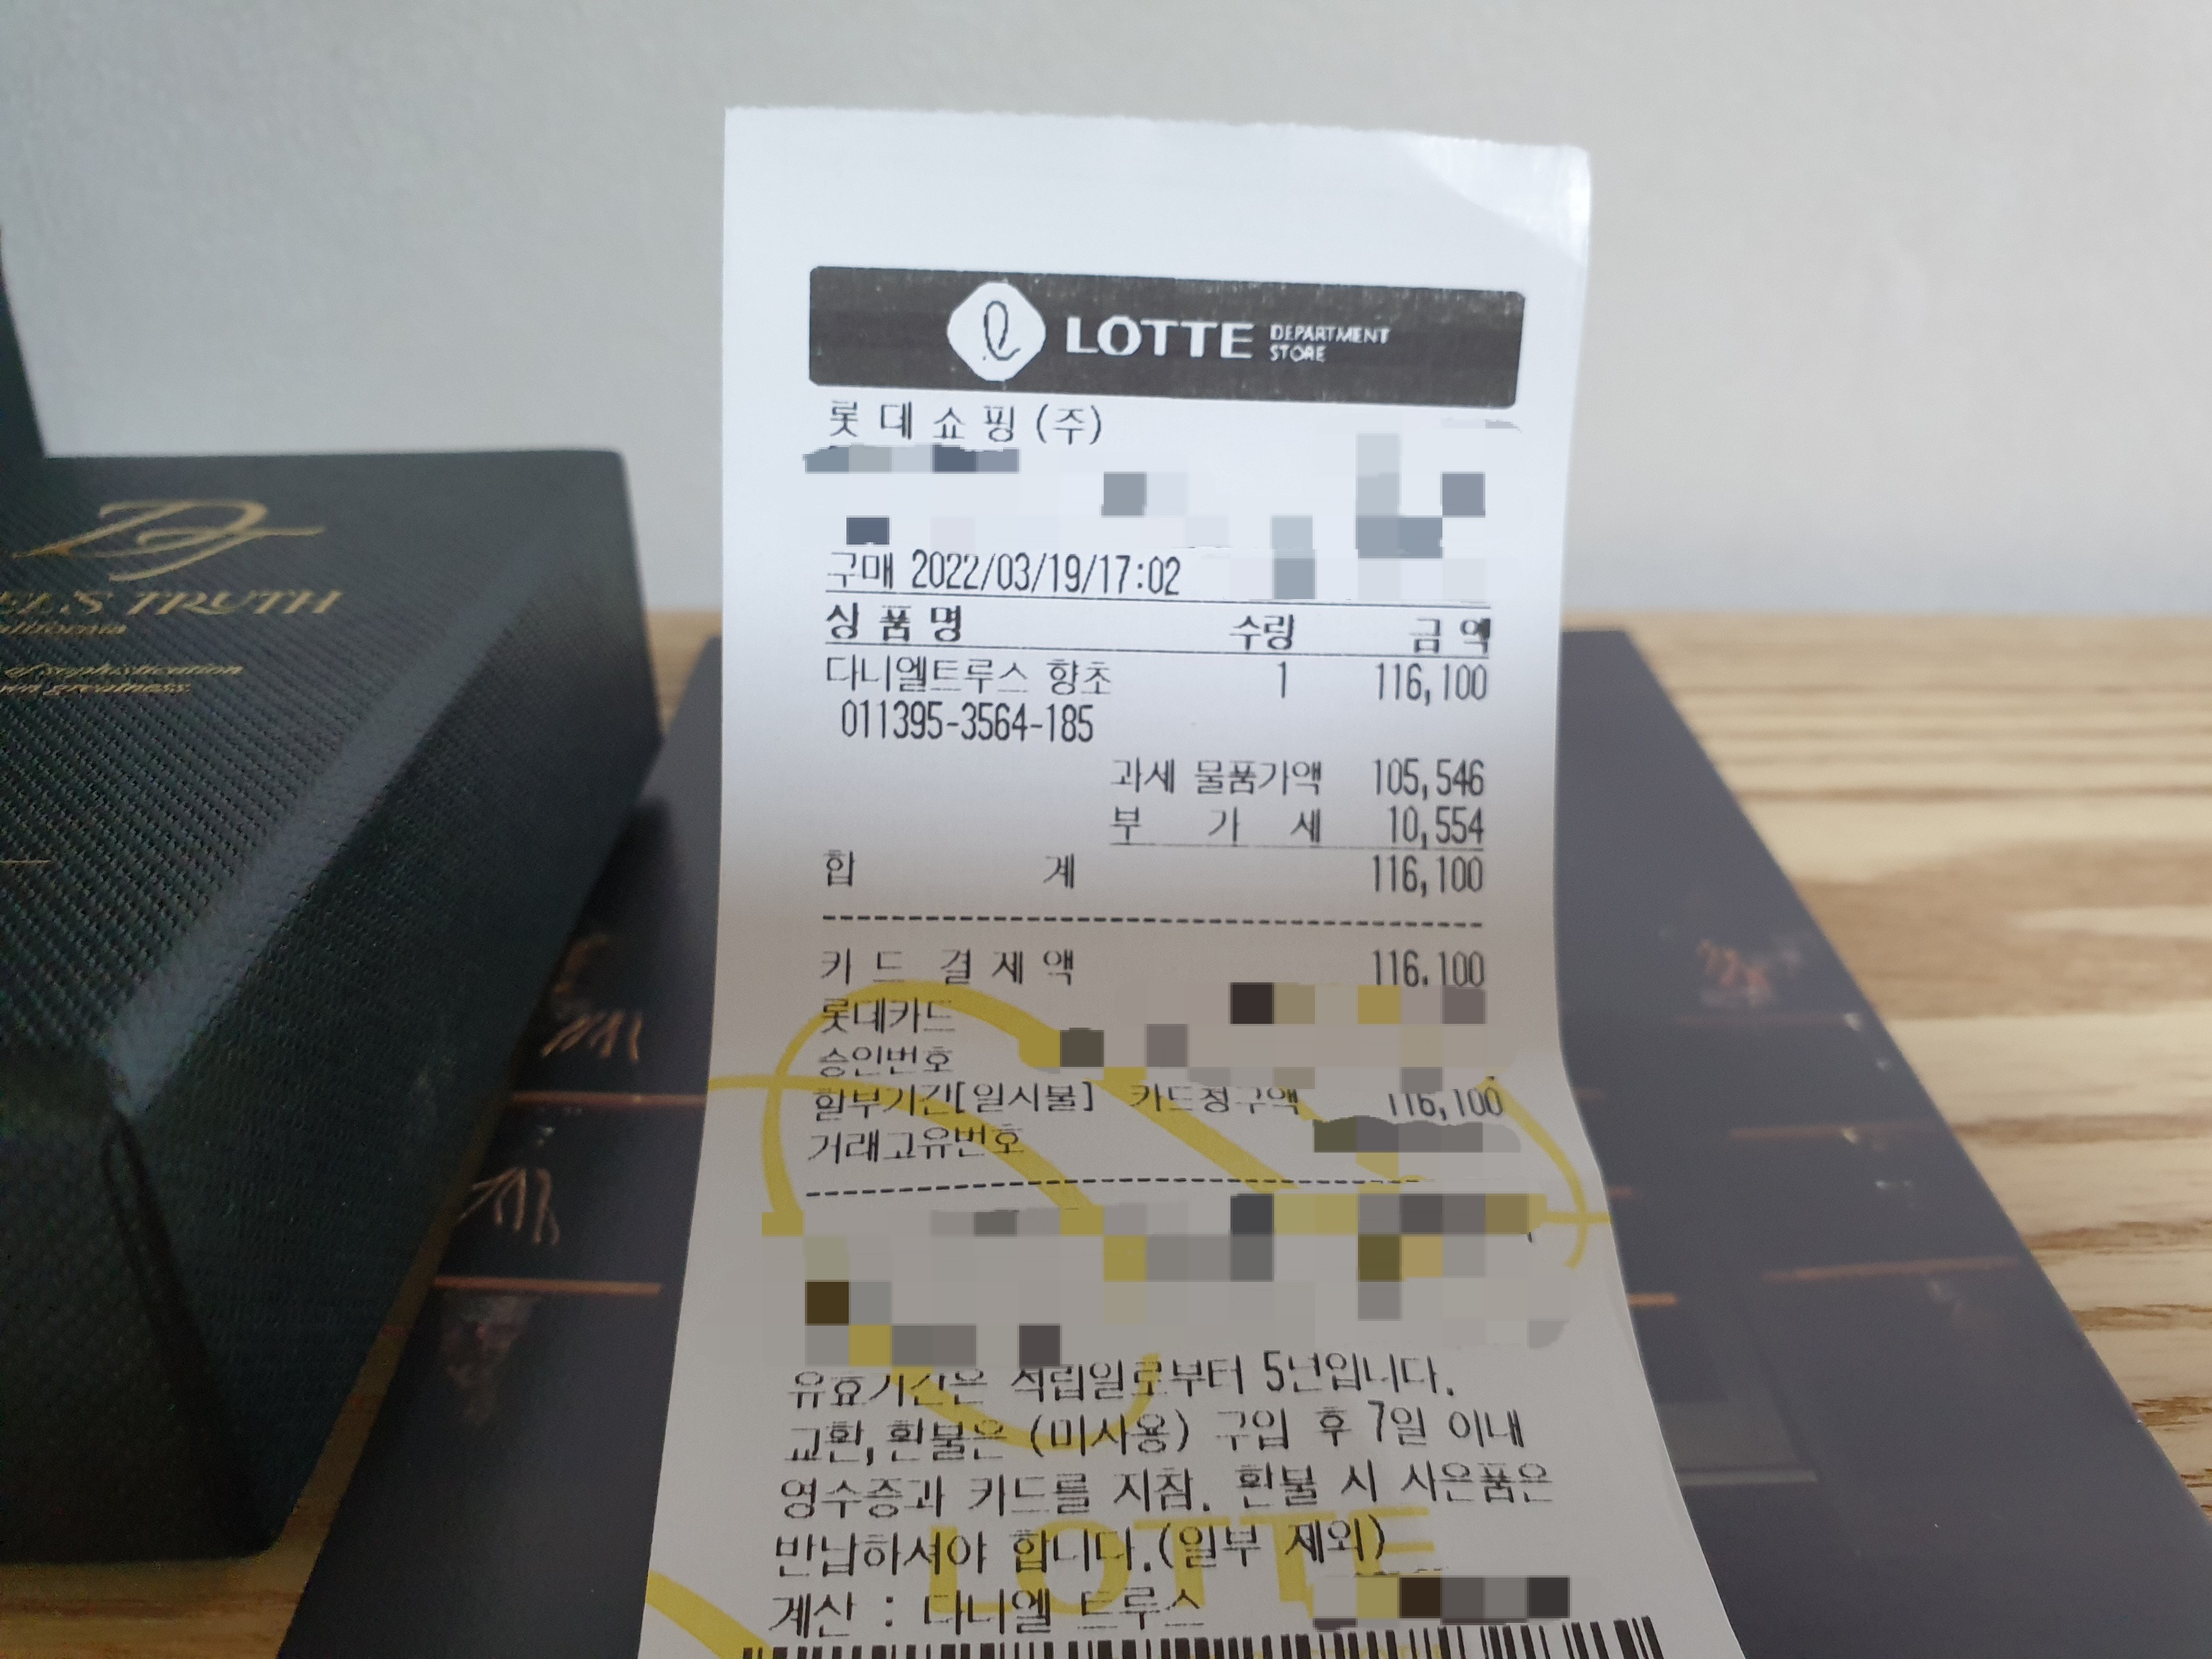 LOTTE DEPARTMENT STORE
롯데쇼핑(주)
구매 2022/03/19/17:02
상품명 수량 금액
다니엘트루스 향초 1 116,100
011395-3564-185
과세 물품가액 105,546
부 가 세 10,554
합 계 116,100
카드 결제액 116,100
롯데카드
승인번호
할부기간[일시불] 카드청구액 116,100
거래고유번호
유효기간은 적립일로부터 5년입니다.
교환,환불은 (미사용) 구입 후 7일 이내
영수증과 카드를 지참. 환불 시 사은품은
반납하셔야 합니다.(일부 제외)
계산 : 다니엘 트루스
LOTTE
DT
TRUTH
California
of sophistication
greatness.